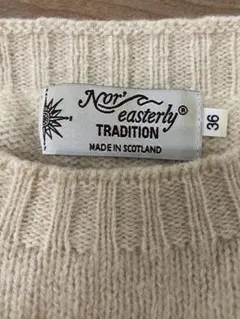 Nor'
easterly®
TRADITION
MADE IN SCOTLAND
36